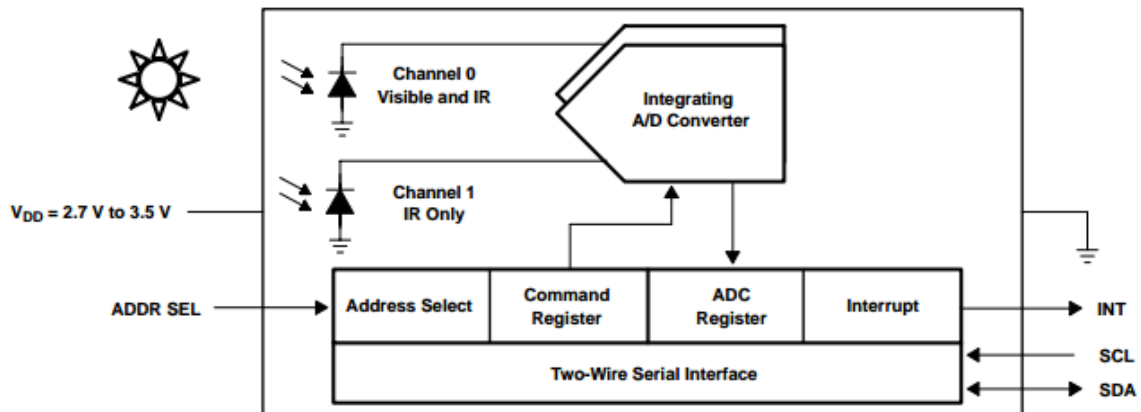 Channel 0
Visible and IR
Integrating
A/D Converter
Channel 1
IR Only
VDD = 2.7 V to 3.5 V
ADDR SEL
Address Select
Command
Register
ADC
Register
Interrupt
INT
Two-Wire Serial Interface
SCL
SDA